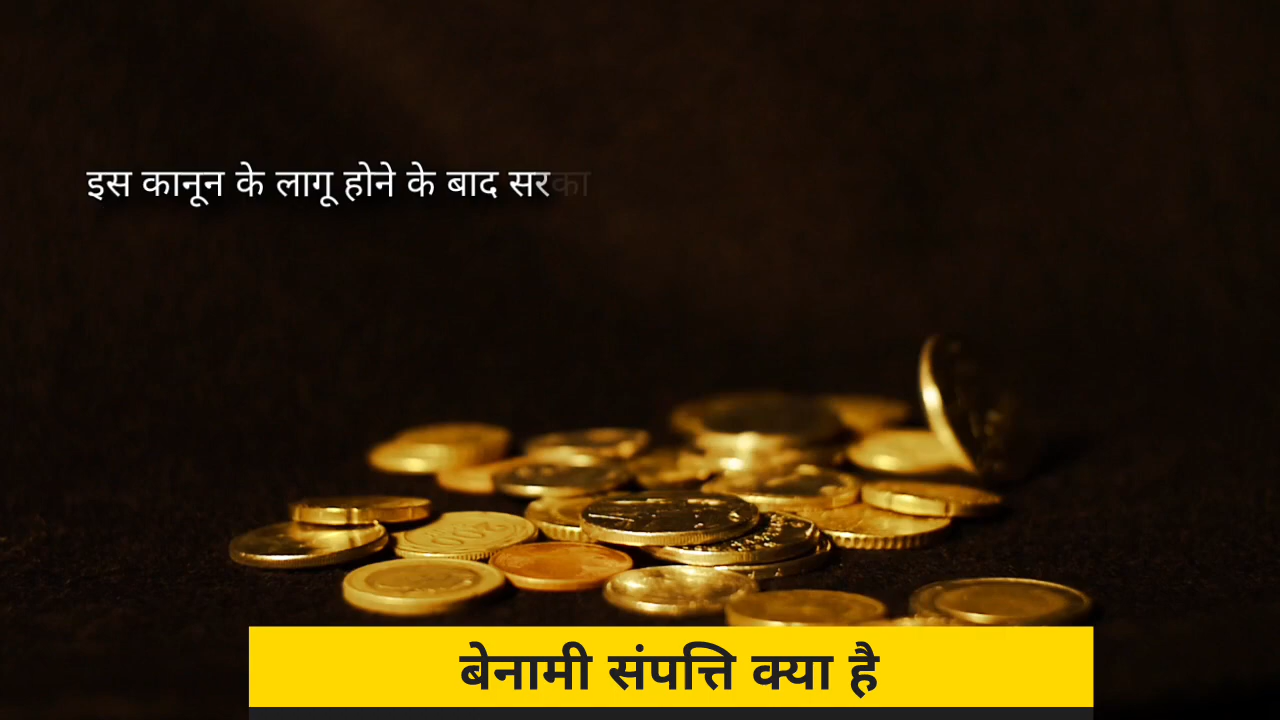 इस कानून के लागू होने के बाद सरका
बेनामी संपत्ति क्या है